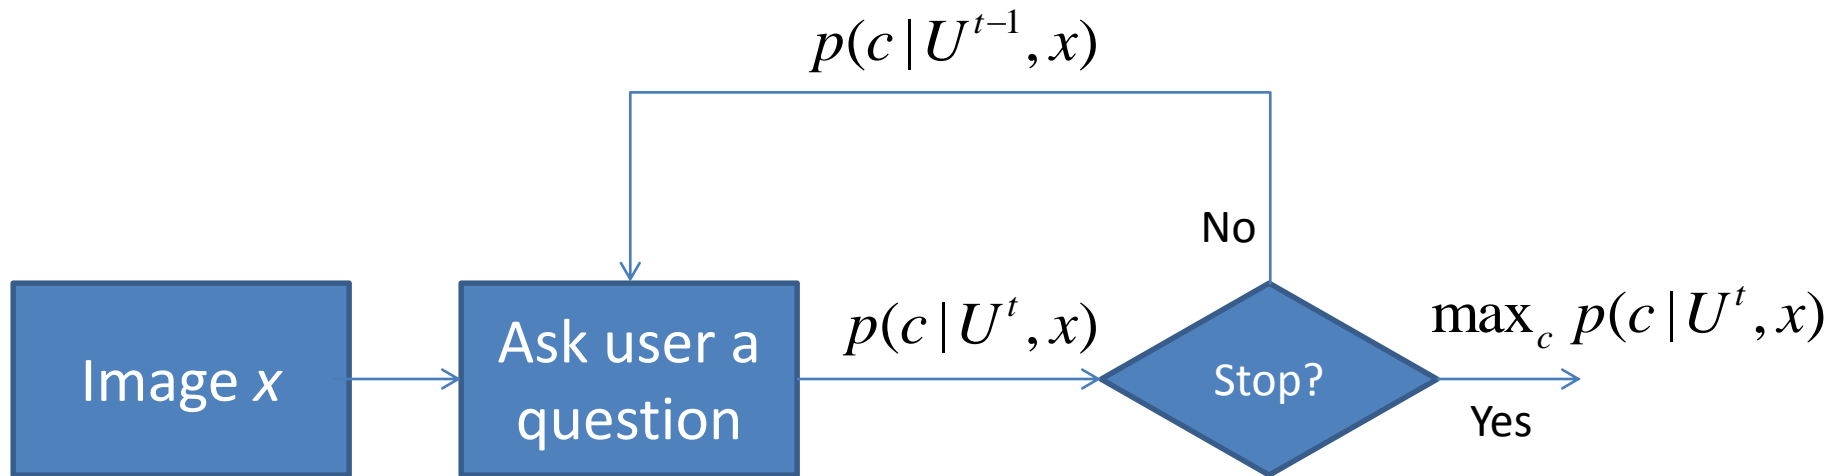 p(c | U^{t-1}, x)
No
Image x
Ask user a
question
p(c | U^t, x)
Stop?
max_c p(c | U^t, x)
Yes